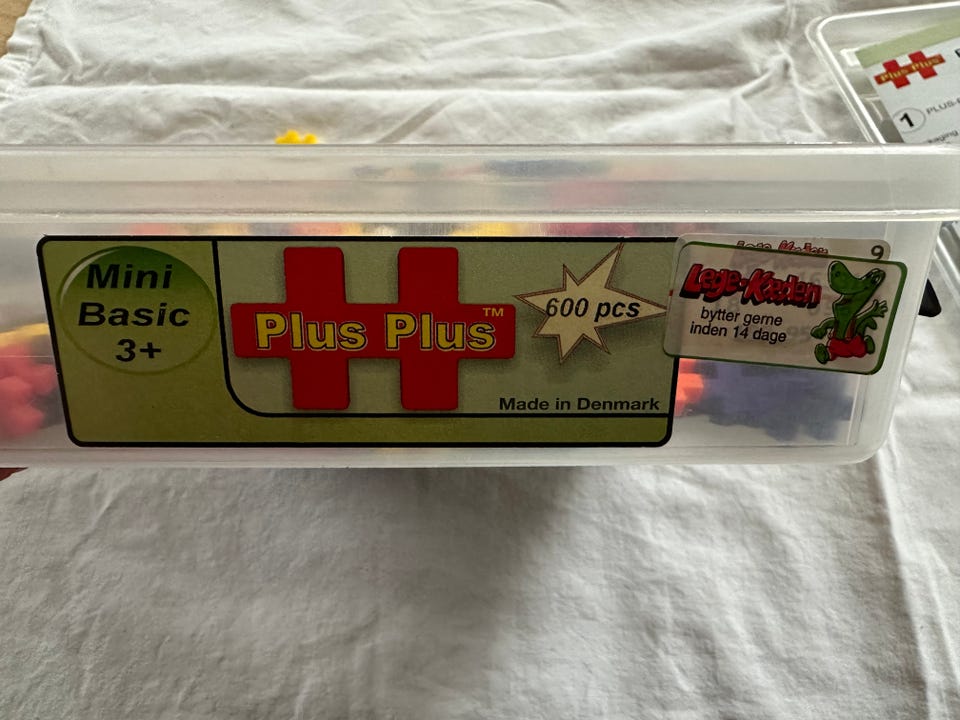 Mini
Basic
3+
Plus Plus™
600 pcs
Made in Denmark
9
Lege-Kæden
bytter gerne
inden 14 dage
Plus Plus
1
PLUS-